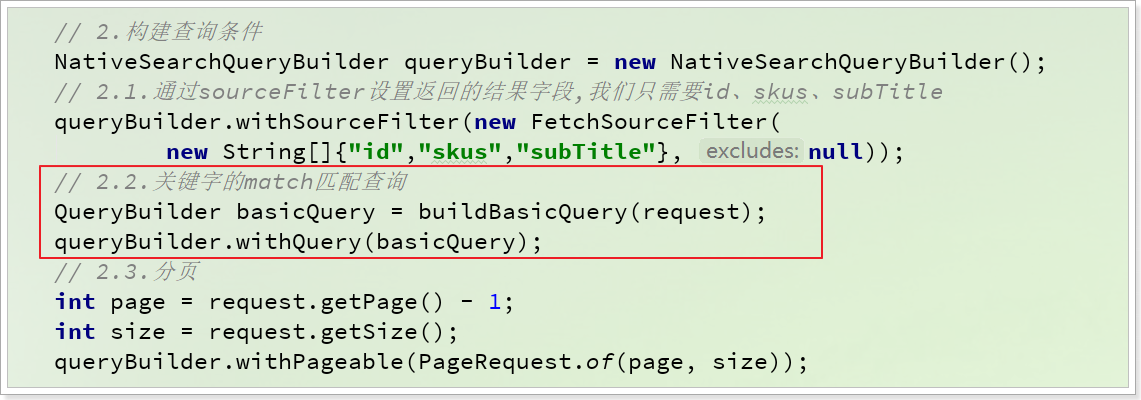 // 2.构建查询条件
NativeSearchQueryBuilder queryBuilder = new NativeSearchQueryBuilder();
// 2.1.通过sourceFilter设置返回的结果字段,我们只需要id、skus、subTitle
queryBuilder.withSourceFilter(new FetchSourceFilter(
new String[]{"id","skus","subTitle"}, excludes: null));
// 2.2.关键字的match匹配查询
QueryBuilder basicQuery = buildBasicQuery(request);
queryBuilder.withQuery(basicQuery);
// 2.3.分页
int page = request.getPage() - 1;
int size = request.getSize();
queryBuilder.withPageable(PageRequest.of(page, size));